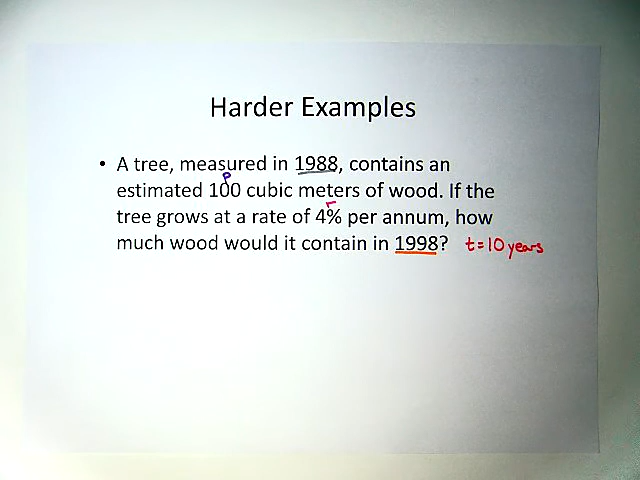 Harder Examples
• A tree, measured in 1988, contains an
P
estimated 100 cubic meters of wood. If the
r
tree grows at a rate of 4% per annum, how
much wood would it contain in 1998? t=10 years